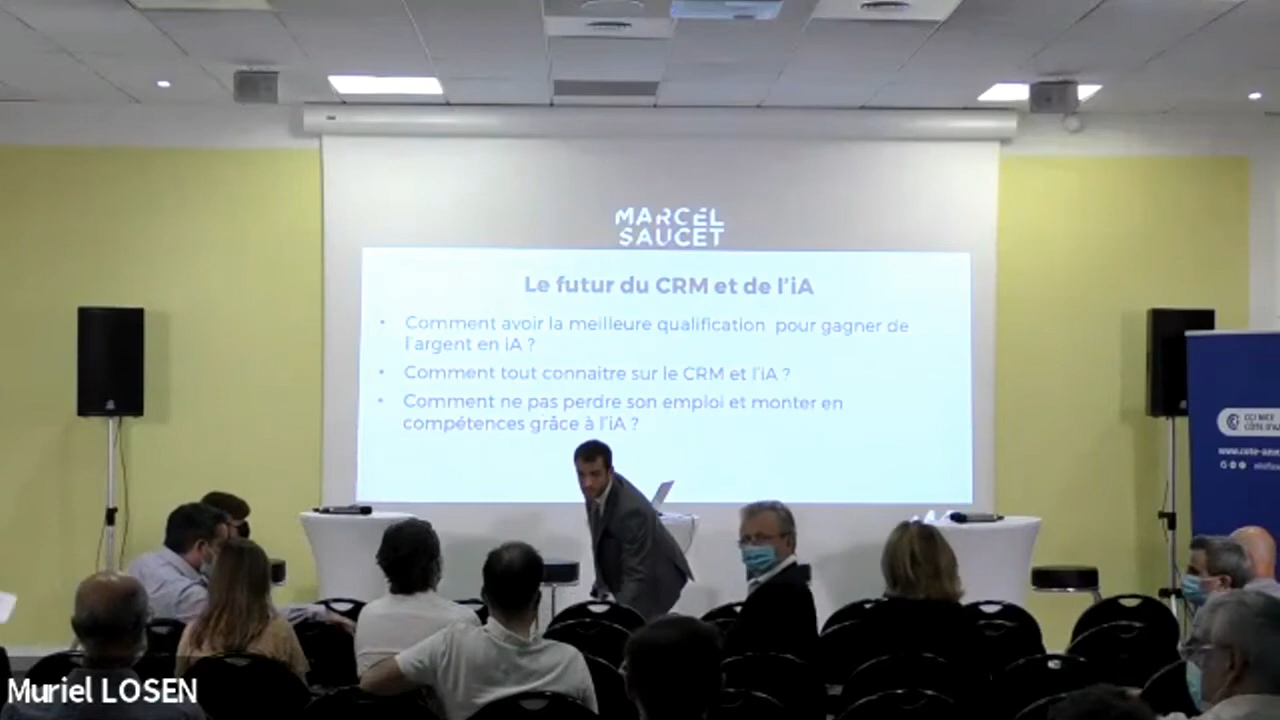 MARCEL
SAUCET
Le futur du CRM et de l'iA
• Comment avoir la meilleure qualification pour gagner de
l'argent en iA ?
• Comment tout connaitre sur le CRM et l'iA ?
• Comment ne pas perdre son emploi et monter en
compétences grâce à l'iA ?
CCI NICE
CÔTE D'AZ
Muriel LOSEN